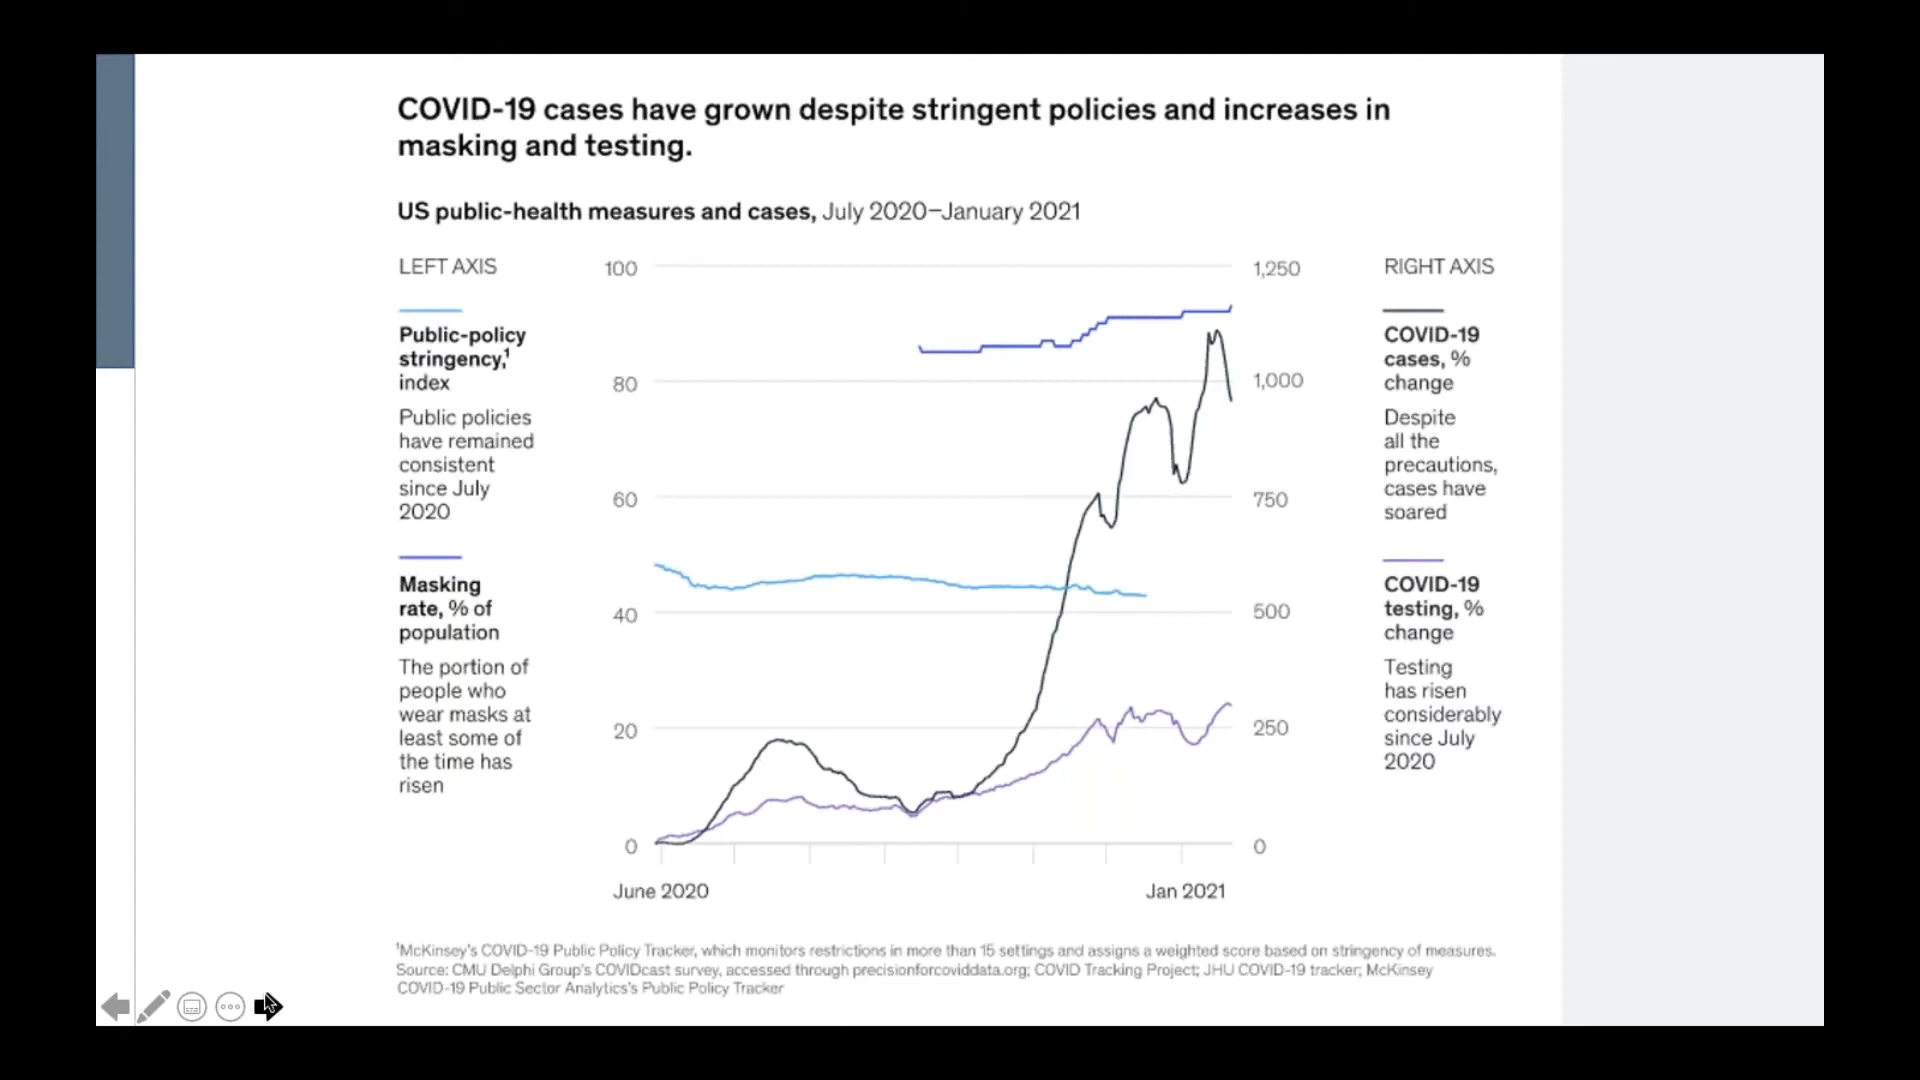 COVID-19 cases have grown despite stringent policies and increases in
masking and testing.
US public-health measures and cases, July 2020–January 2021
LEFT AXIS
Public-policy
stringency,¹
index
Public policies
have remained
consistent
since July
2020
Masking
rate, % of
population
The portion of
people who
wear masks at
least some of
the time has
risen
100
80
60
40
20
0
June 2020
Jan 2021
1,250
1,000
750
500
250
0
RIGHT AXIS
COVID-19
cases, %
change
Despite
all the
precautions,
cases have
soared
COVID-19
testing, %
change
Testing
has risen
considerably
since July
2020
¹McKinsey's COVID-19 Public Policy Tracker, which monitors restrictions in more than 15 settings and assigns a weighted score based on stringency of measures.
Source: CMU Delphi Group's COVIDcast survey, accessed through precisionforcoviddata.org; COVID Tracking Project; JHU COVID-19 tracker; McKinsey
COVID-19 Public Sector Analytics's Public Policy Tracker